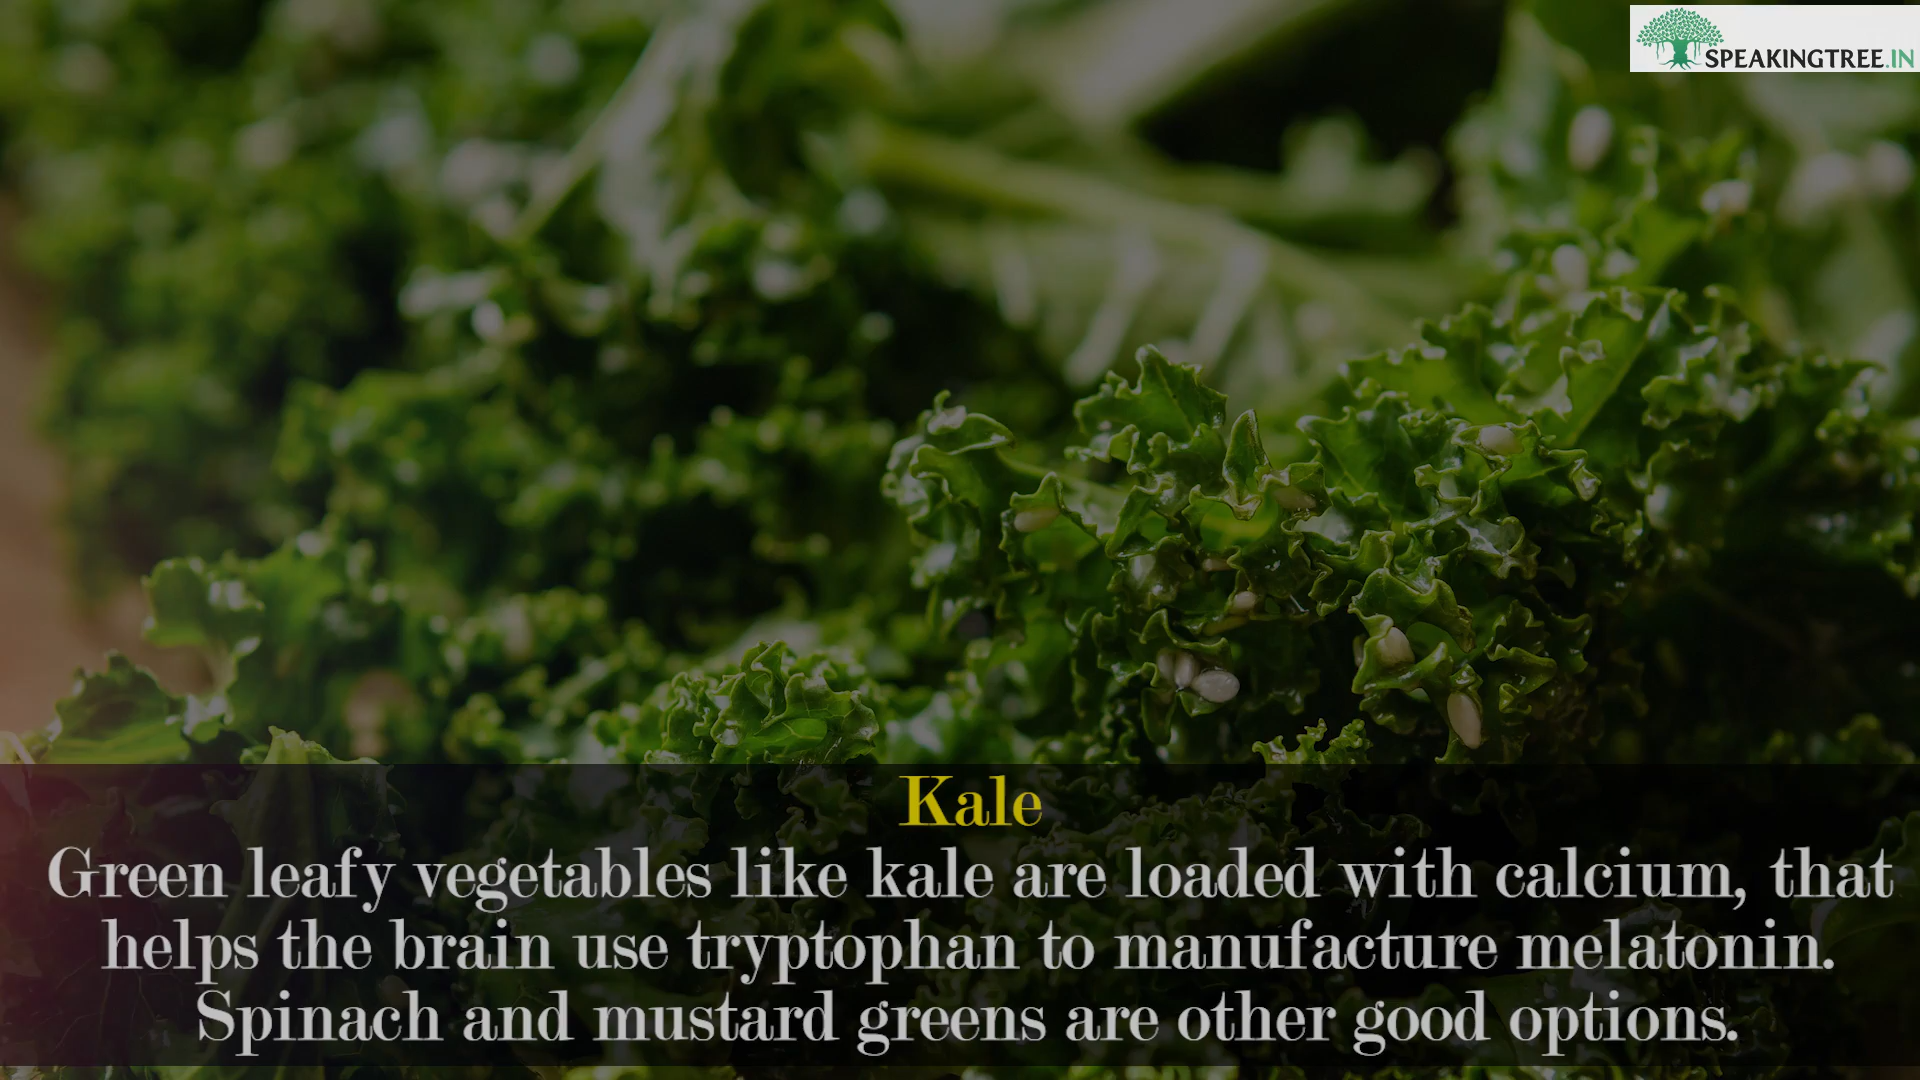 SPEAKINGTREE.IN
Kale
Green leafy vegetables like kale are loaded with calcium, that
helps the brain use tryptophan to manufacture melatonin.
Spinach and mustard greens are other good options.